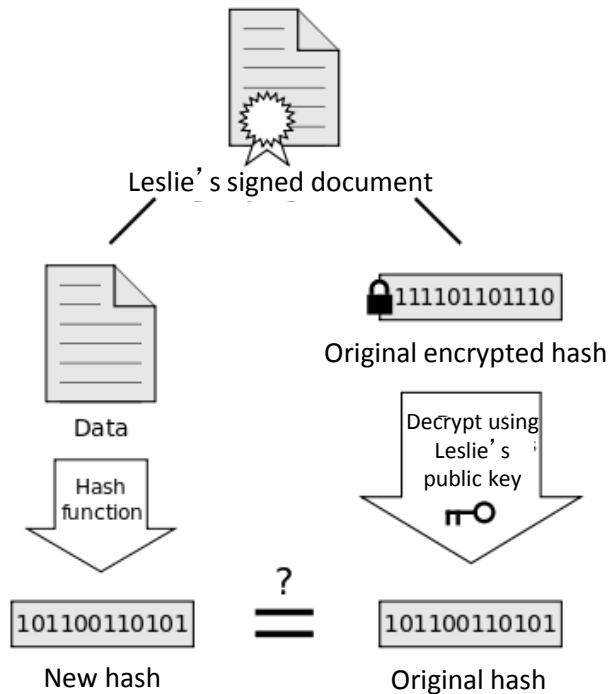 Leslie’s signed document
111101101110
Original encrypted hash
Data
Decrypt using
Leslie’s
public key
Hash
function
?
101100110101
101100110101
New hash
Original hash